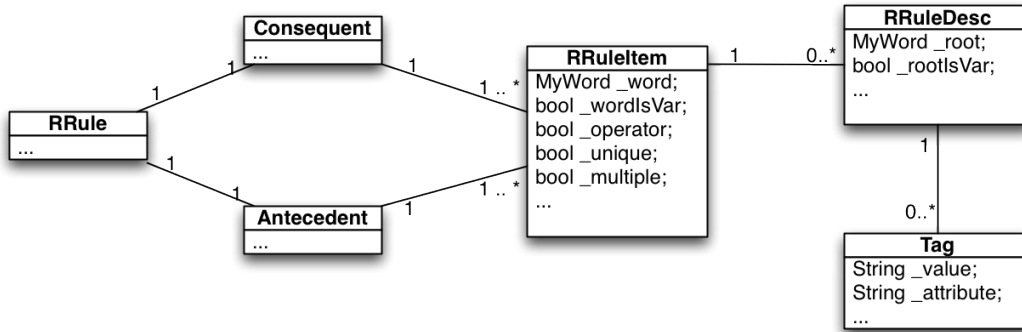 Consequent
...
1
1
RRule
...
1
1
1
1 .. *
Antecedent
...
1
1 .. *
RRuleItem
MyWord _word;
bool _wordIsVar;
bool _operator;
bool _unique;
bool _multiple;
...
1
0..*
RRuleDesc
MyWord _root;
bool _rootIsVar;
...
1
0..*
Tag
String _value;
String _attribute;
...